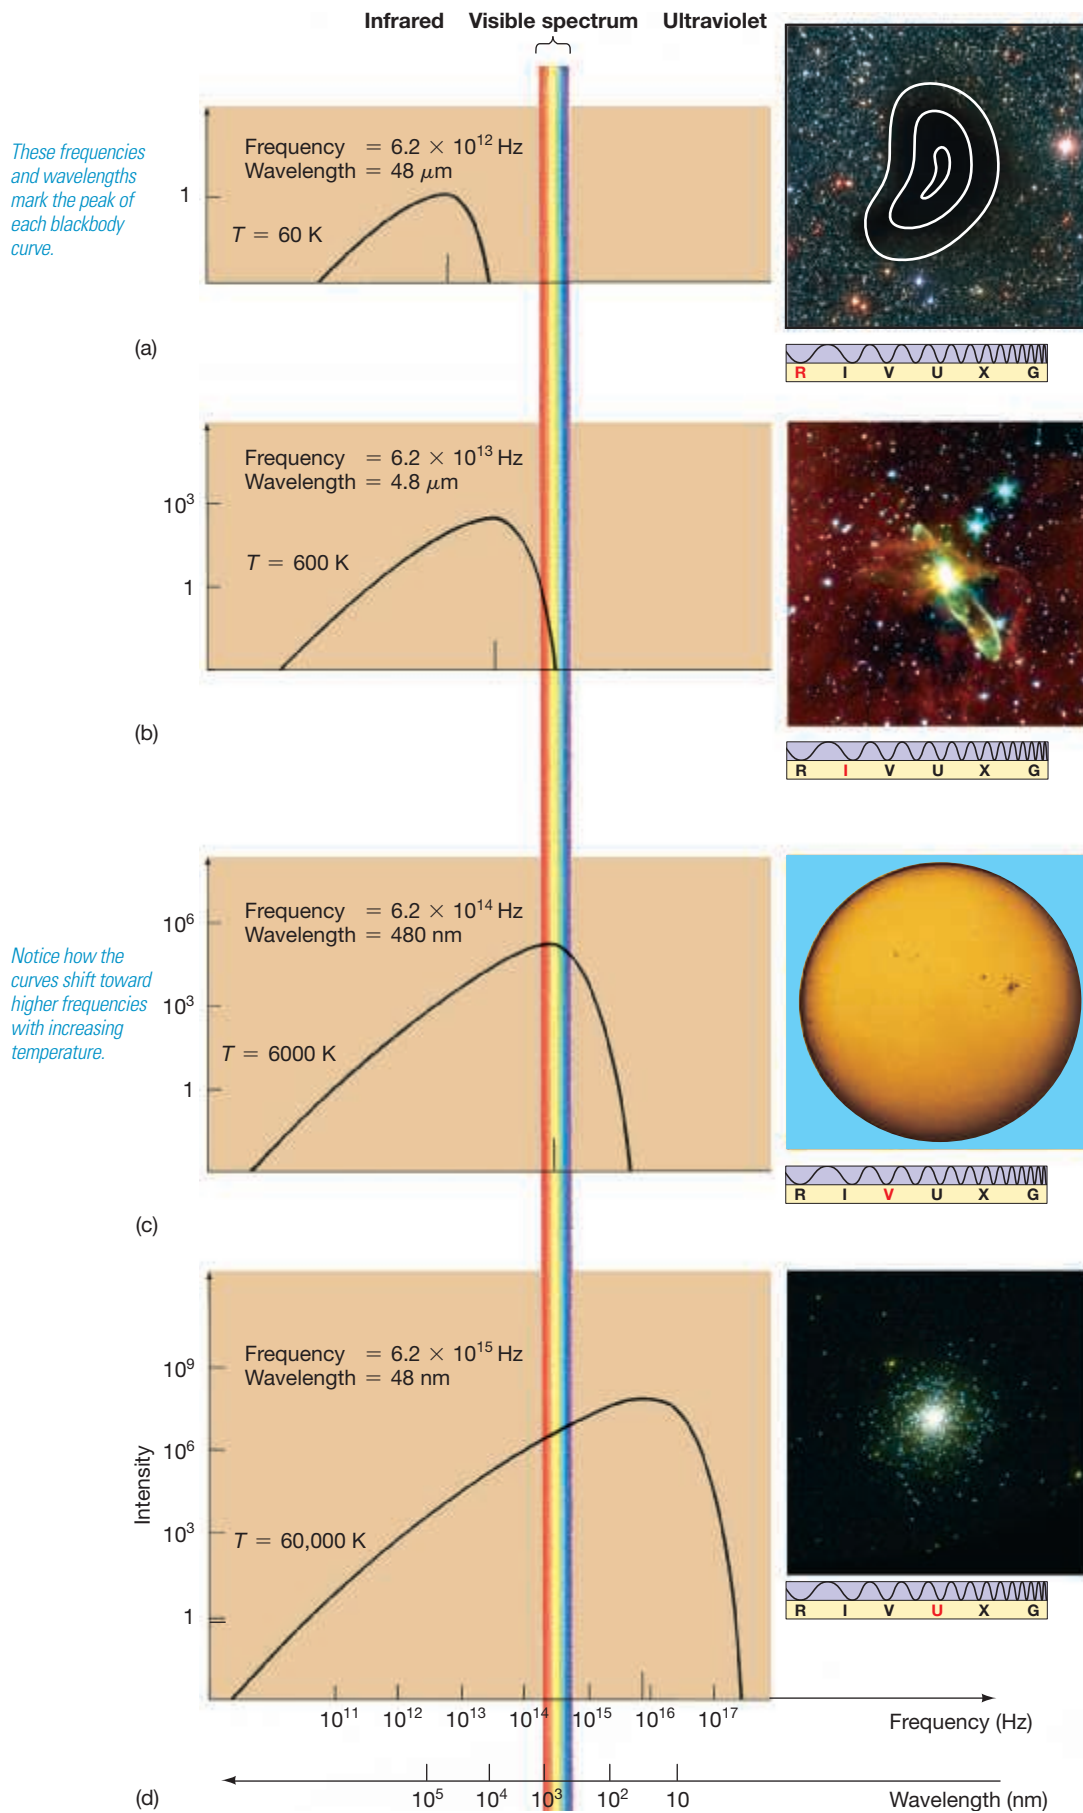 Infrared Visible spectrum Ultraviolet
These frequencies
and wavelengths
mark the peak of
each blackbody
curve.
Frequency = 6.2 × 10¹² Hz
Wavelength = 48 μm
1
T = 60 K
(a)
R I V U X G
Frequency = 6.2 × 10¹³ Hz
Wavelength = 4.8 μm
10³
T = 600 K
1
(b)
R I V U X G
Notice how the
curves shift toward
higher frequencies
with increasing
temperature.
Frequency = 6.2 × 10¹⁴ Hz
Wavelength = 480 nm
10⁶
10³
T = 6000 K
1
(c)
R I V U X G
Frequency = 6.2 × 10¹⁵ Hz
Wavelength = 48 nm
10⁹
10⁶
Intensity
10³
T = 60,000 K
1
R I V U X G
10¹¹ 10¹² 10¹³ 10¹⁴ 10¹⁵ 10¹⁶ 10¹⁷
Frequency (Hz)
(d)
10⁵ 10⁴ 10³ 10² 10
Wavelength (nm)